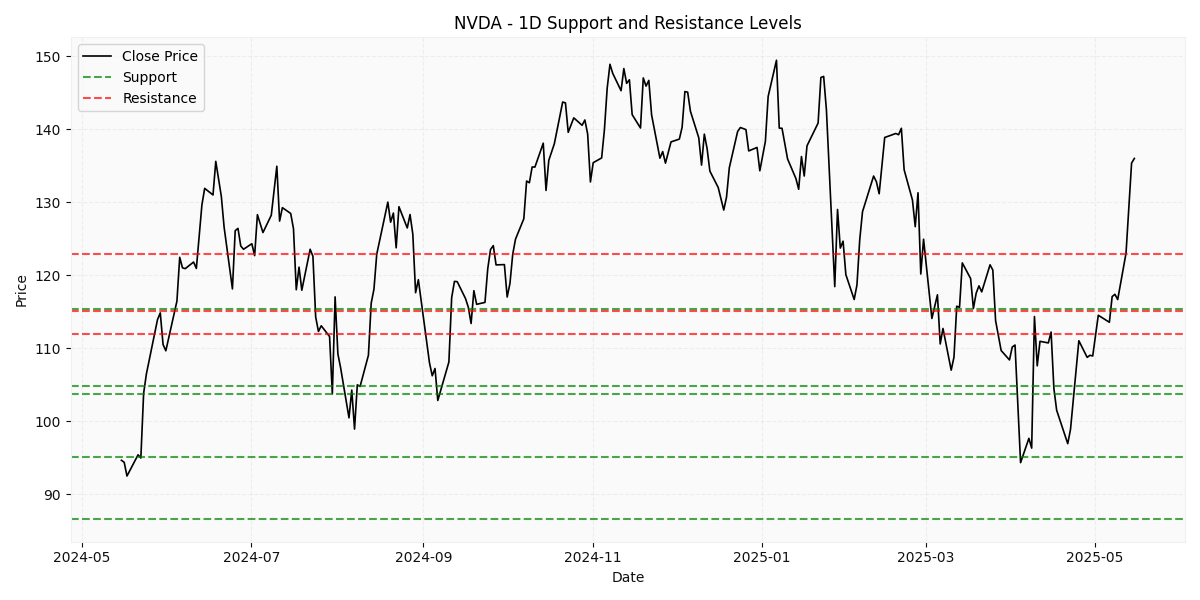 NVDA - 1D Support and Resistance Levels
Close Price
Support
Resistance
150
140
130
120
110
100
90
Price
2024-05
2024-07
2024-09
2024-11
2025-01
2025-03
2025-05
Date